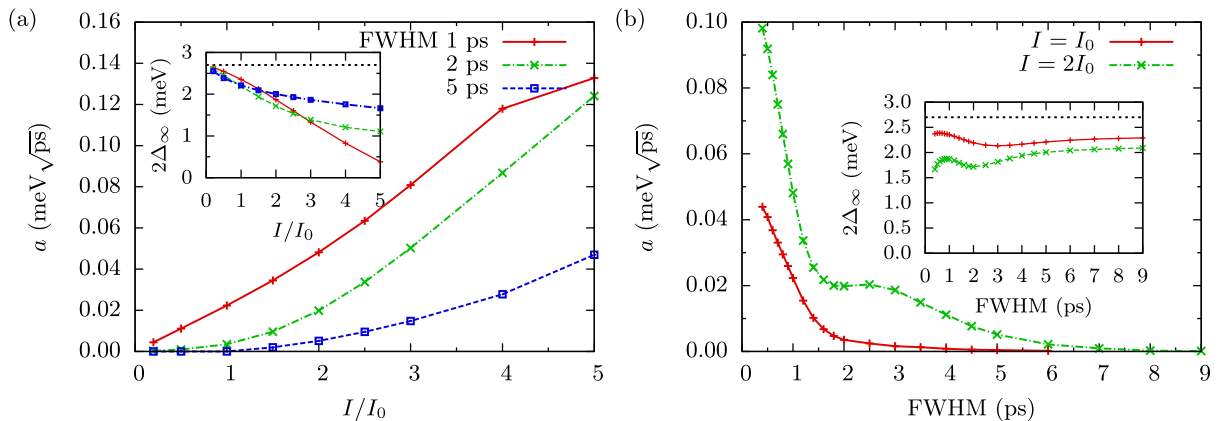 (a)
a (meV√ps)
0.16
0.14
0.12
0.10
0.08
0.06
0.04
0.02
0.00
0 1 2 3 4 5
I/I0
FWHM 1 ps
2 ps
5 ps
2Δ∞ (meV)
3
2
1
0
0 1 2 3 4 5
I/I0
(b)
a (meV√ps)
0.10
0.08
0.06
0.04
0.02
0.00
0 1 2 3 4 5 6 7 8 9
FWHM (ps)
I = I0
I = 2I0
2Δ∞ (meV)
3.0
2.5
2.0
1.5
1.0
0.5
0.0
0 1 2 3 4 5 6 7 8 9
FWHM (ps)